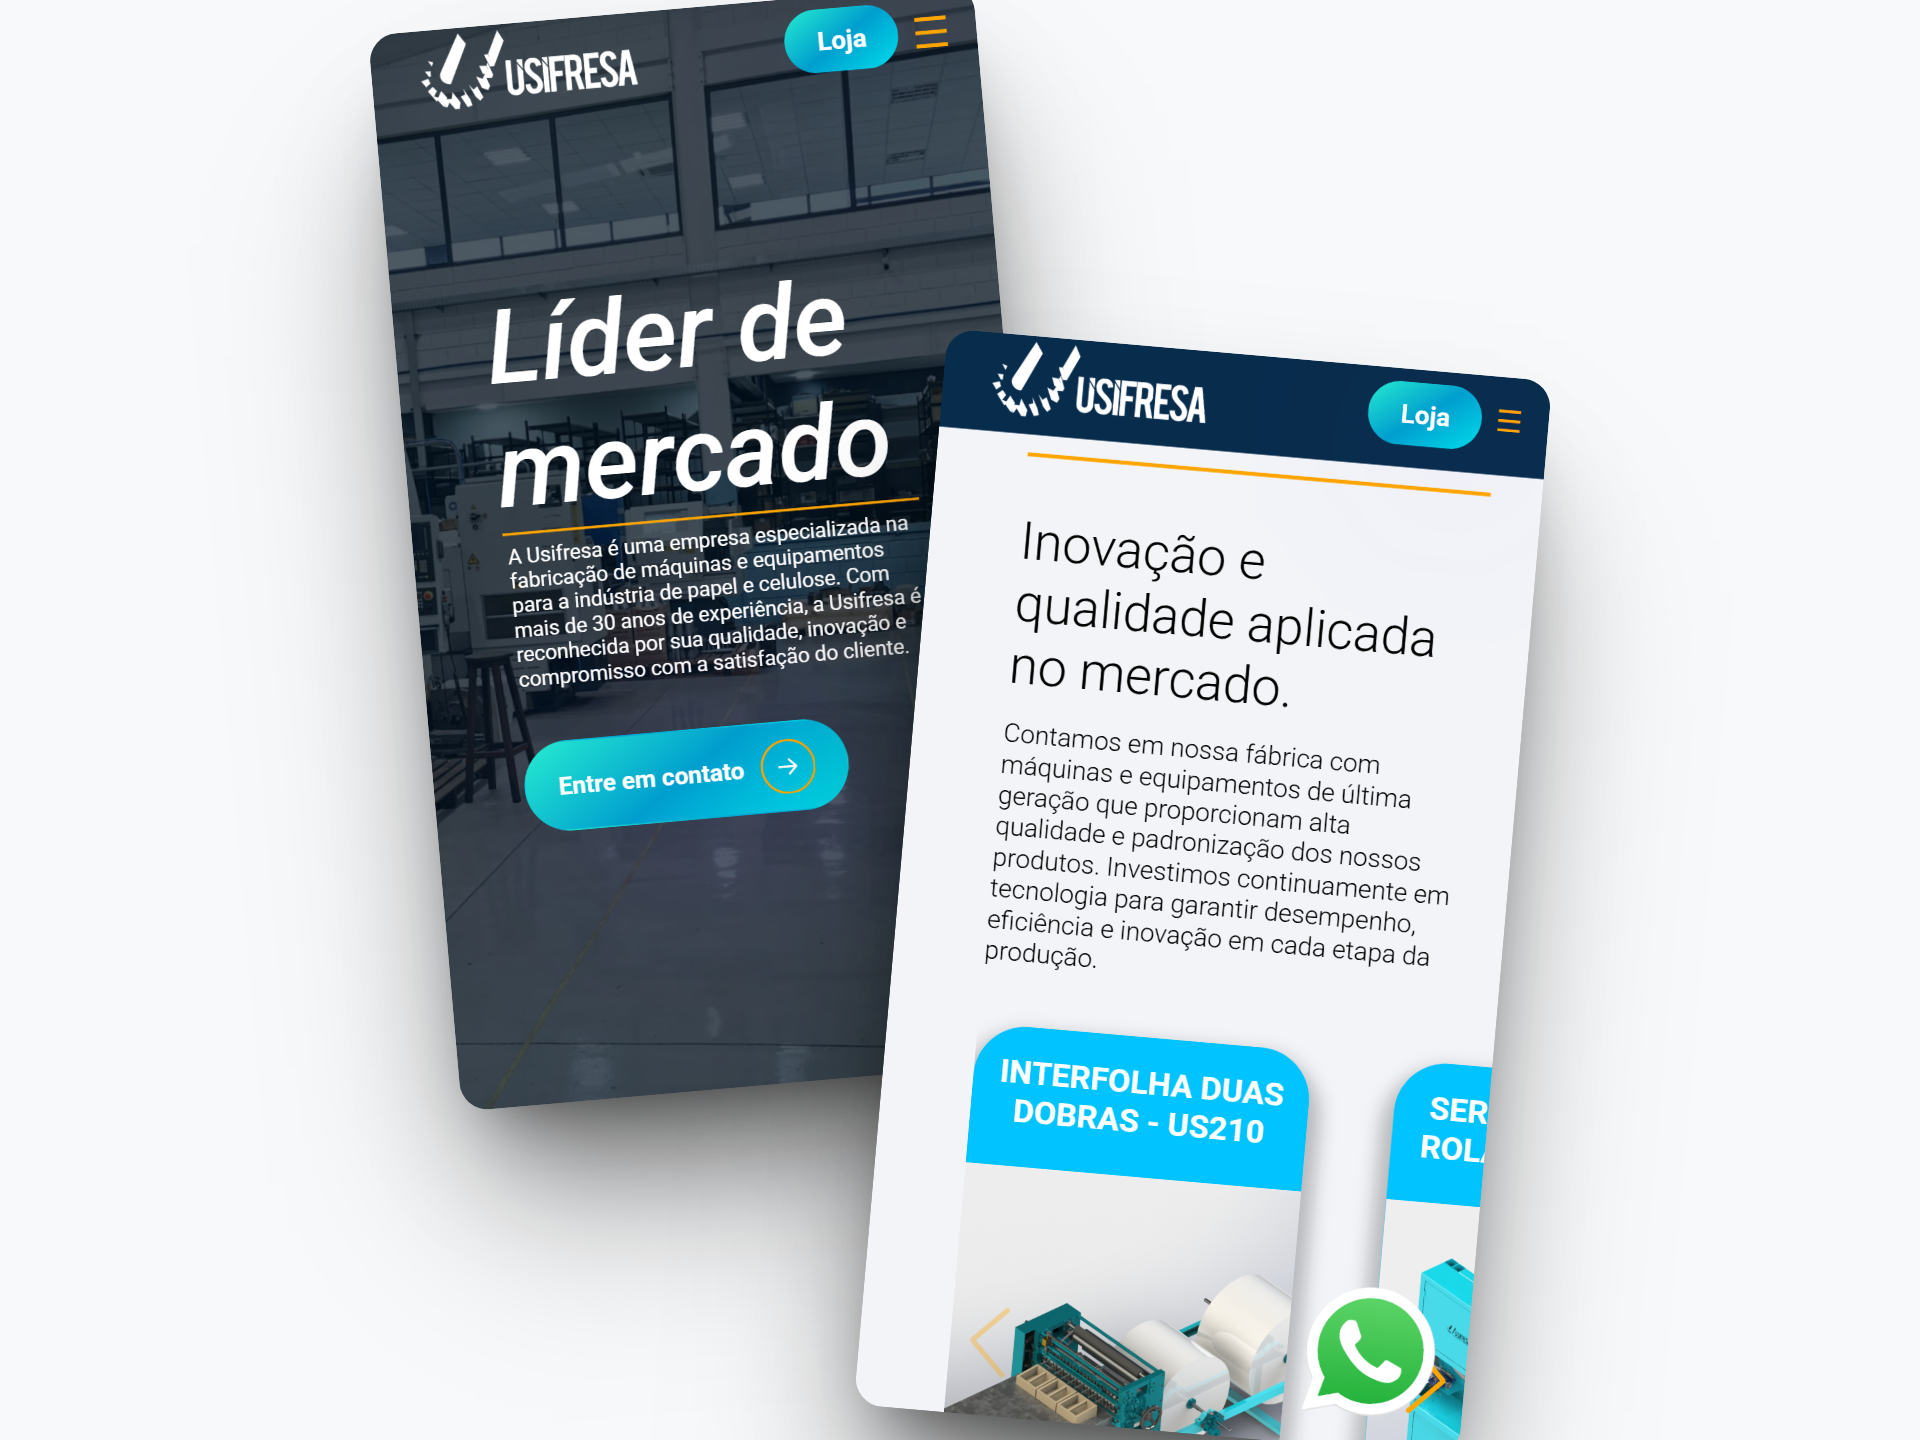 USIFRESA
Loja
Líder de
mercado
A Usifresa é uma empresa especializada na
fabricação de máquinas e equipamentos
para a indústria de papel e celulose. Com
mais de 30 anos de experiência, a Usifresa é
reconhecida por sua qualidade, inovação e
compromisso com a satisfação do cliente.
Entre em contato
USIFRESA
Loja
Inovação e
qualidade aplicada
no mercado.
Contamos em nossa fábrica com
máquinas e equipamentos de última
geração que proporcionam alta
qualidade e padronização dos nossos
produtos. Investimos continuamente em
tecnologia para garantir desempenho,
eficiência e inovação em cada etapa da
produção.
INTERFOLHA DUAS
DOBRAS - US210
SER
ROL